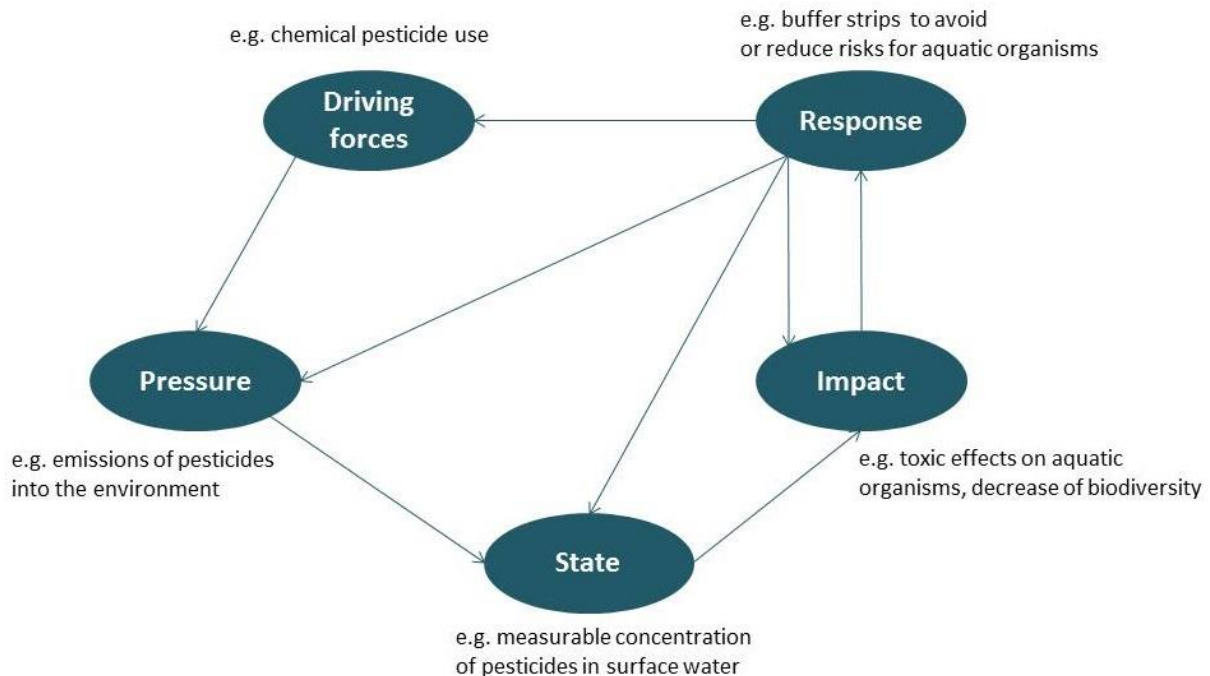 e.g. chemical pesticide use
Driving
forces
e.g. buffer strips to avoid
or reduce risks for aquatic organisms
Response
Pressure
e.g. emissions of pesticides
into the environment
Impact
e.g. toxic effects on aquatic
organisms, decrease of biodiversity
State
e.g. measurable concentration
of pesticides in surface water